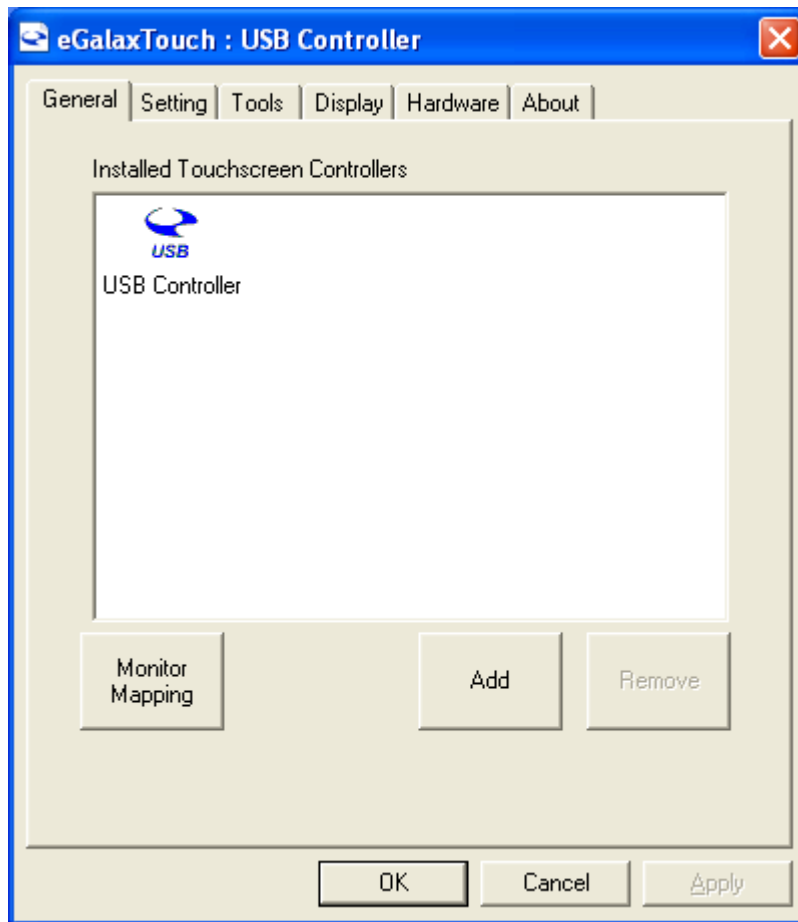 eGalaxTouch : USB Controller
General Setting Tools Display Hardware About
Installed Touchscreen Controllers
USB
USB Controller
Monitor
Mapping
Add
Remove
OK Cancel Apply